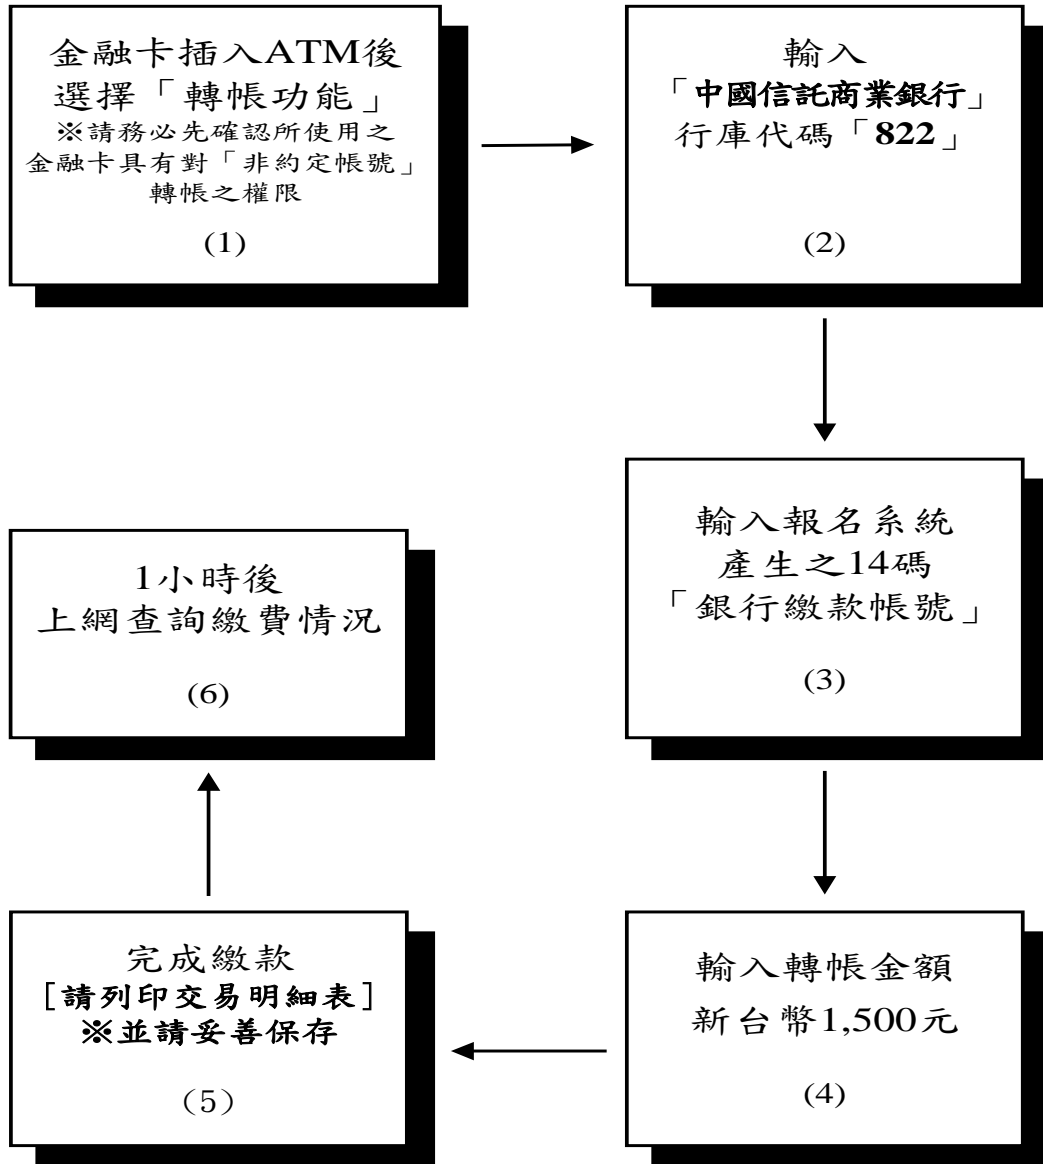 金融卡插入ATM後
選擇「轉帳功能」
※請務必先確認所使用之
金融卡具有對「非約定帳號」
轉帳之權限
(1)
輸入
「中國信託商業銀行」
行庫代碼「822」
(2)
輸入報名系統
產生之14碼
「銀行繳款帳號」
(3)
輸入轉帳金額
新台幣1,500元
(4)
完成繳款
[請列印交易明細表]
※並請妥善保存
(5)
1小時後
上網查詢繳費情況
(6)